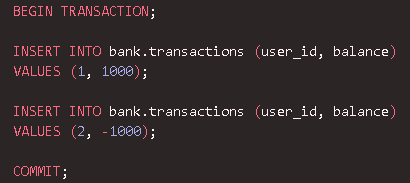 BEGIN TRANSACTION;
INSERT INTO bank.transactions (user_id, balance)
VALUES (1, 1000);
INSERT INTO bank.transactions (user_id, balance)
VALUES (2, -1000);
COMMIT;